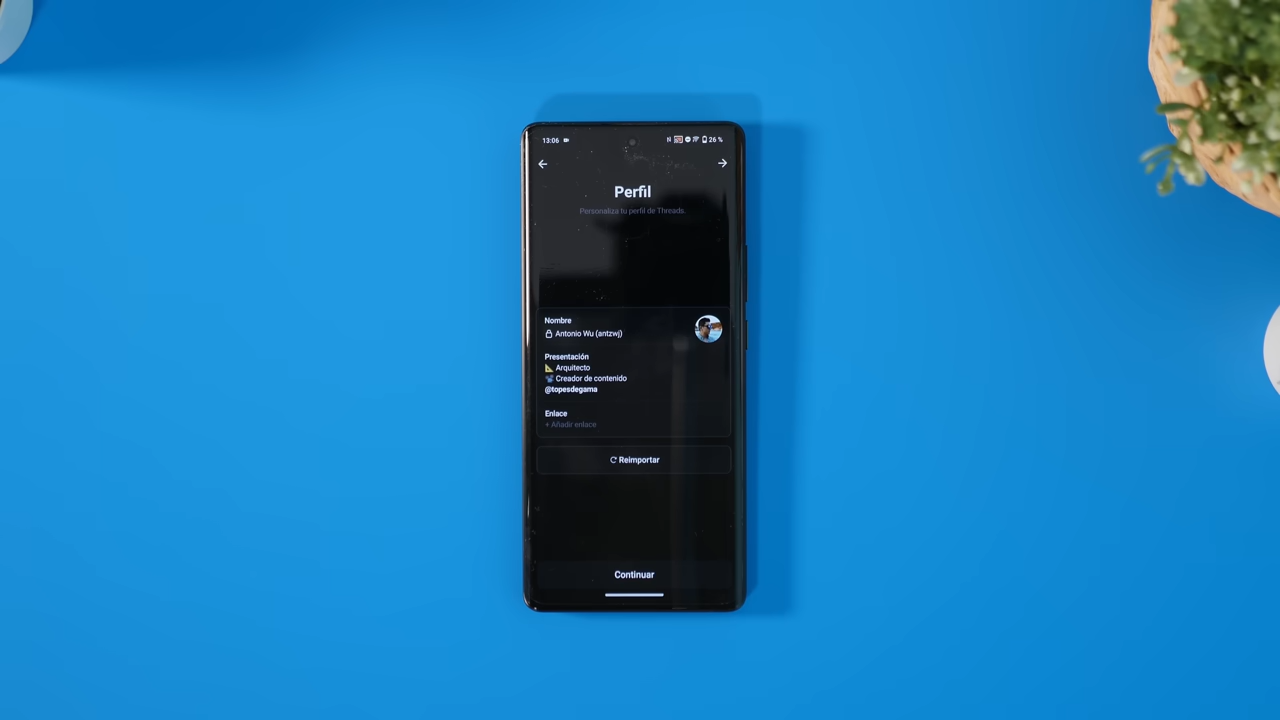 13:06 26 %
Perfil
Personaliza tu perfil de Threads.
Nombre
Antonio Wu (antzwj)
Presentación
📐 Arquitecto
📽️ Creador de contenido
@topesdegama
Enlace
+ Añadir enlace
Reimportar
Continuar